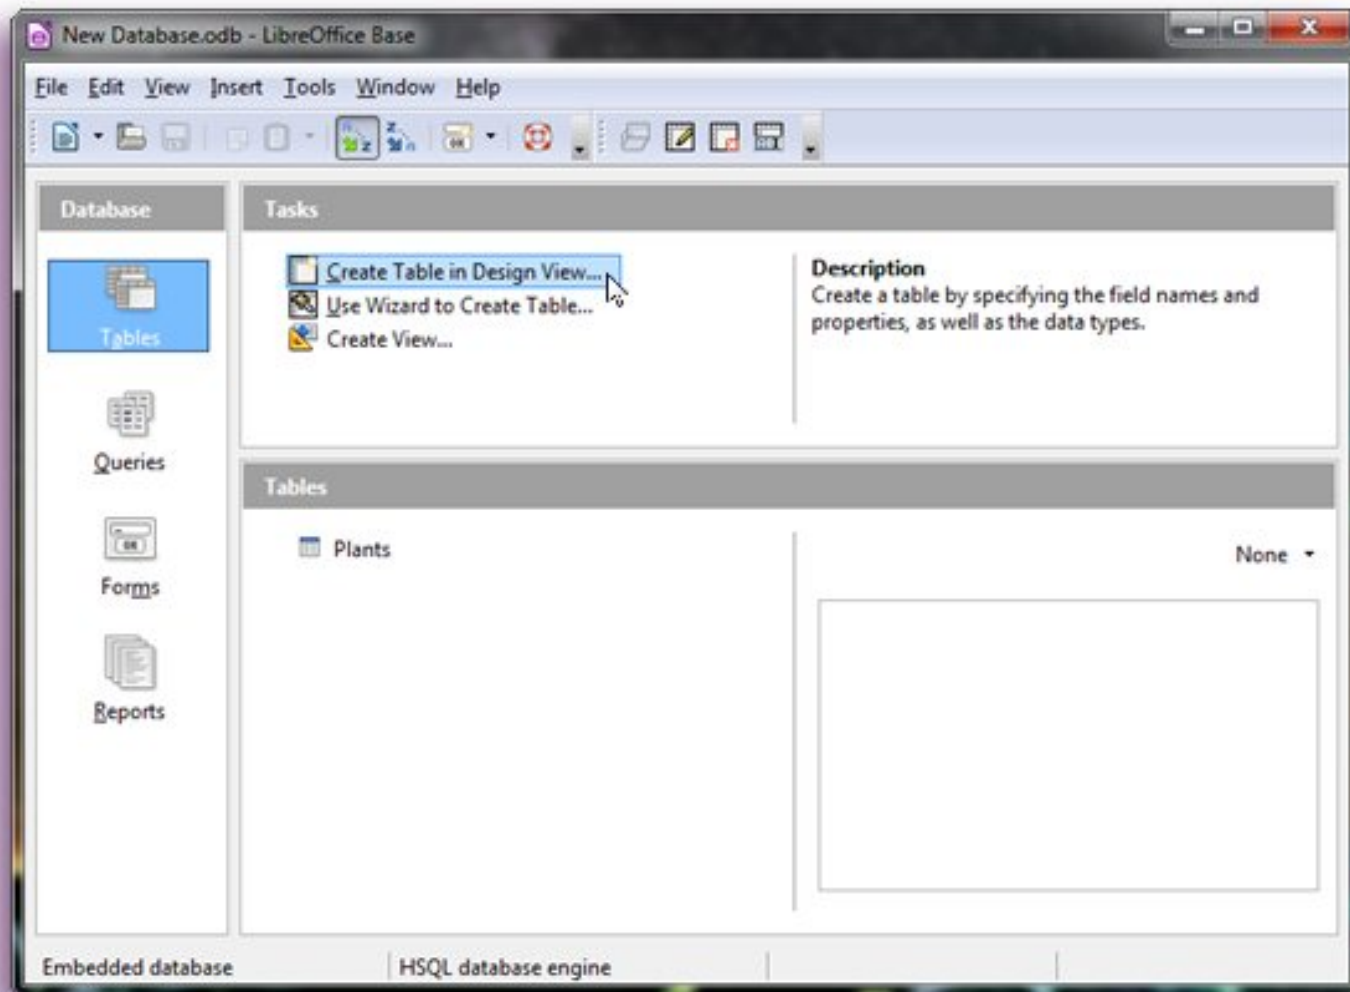 New Database.odb - LibreOffice Base
File Edit View Insert Tools Window Help
Database
Tables
Queries
Forms
Reports
Tasks
Create Table in Design View...
Use Wizard to Create Table...
Create View...
Description
Create a table by specifying the field names and
properties, as well as the data types.
Tables
Plants
None
Embedded database
HSQL database engine